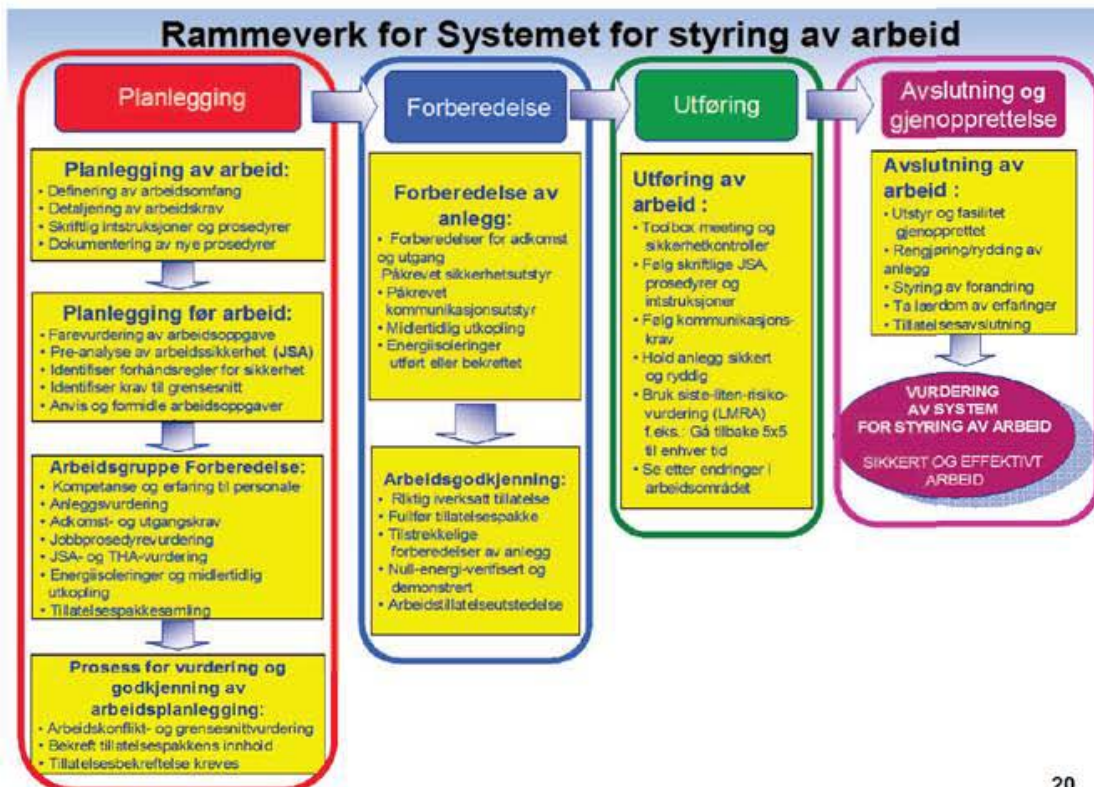 Rammeverk for Systemet for styring av arbeid
Planlegging
Planlegging av arbeid:
• Definering av arbeidsomfang
• Detaljering av arbeidskrav
• Skriftlig intstruksjoner og prosedyrer
• Dokumentering av nye prosedyrer
Planlegging før arbeid:
• Farevurdering av arbeidsoppgave
• Pre-analyse av arbeidssikkerhet (JSA)
• Identifiser forhåndsregler for sikkerhet
• Identifiser krav til grensesnitt
• Anvis og formidle arbeidsoppgaver
Arbeidsgruppe Forberedelse:
• Kompetanse og erfaring til personale
• Anleggsvurdering
• Adkomst- og utgangskrav
• Jobbprosedyrevurdering
• JSA- og THA-vurdering
• Energiisoleringer og midlertidig
utkopling
• Tillatelsespakkesamling
Prosess for vurdering og
godkjenning av
arbeidsplanlegging:
• Arbeidskonflikt- og grensesnittvurdering
• Bekreft tillatelsespakkens innhold
• Tillatelsesbekreftelse kreves
Forberedelse
Forberedelse av
anlegg:
• Forberedelser for adkomst
og utgang
Påkrevet sikkerhetsutstyr
• Påkrevet
kommunikasjonsutstyr
• Midlertidig utkopling
• Energiisoleringer
utført eller bekreftet
Arbeidsgodkjenning:
• Riktig iverksatt tillatelse
• Fullfør tillatelsespakke
• Tilstrekkelige
forberedelser av anlegg
• Null-energi-verifisert og
demonstrert
• Arbeidstillatelseutstedelse
Utføring
Utføring av
arbeid :
• Toolbox meeting og
sikkerhetkontroller
• Følg skriftlige JSA,
prosedyrer og
intstruksjoner
• Følg kommunikasjons-
krav
• Hold anlegg sikkert
og ryddig
• Bruk siste-liten-risiko-
vurdering (LMRA)
f.eks.: Gå tilbake 5x5
til enhver tid
• Se etter endringer i
arbeidsområdet
Avslutning og
gjenopprettelse
Avslutning av
arbeid :
• Utstyr og fasilitet
gjenopprettet
• Rengjøring/rydding av
anlegg
• Styring av forandring
• Ta lærdom av erfaringer
• Tillatelsesavslutning
VURDERING
AV SYSTEM
FOR STYRING AV ARBEID
SIKKERT OG EFFEKTIVT
ARBEID
20